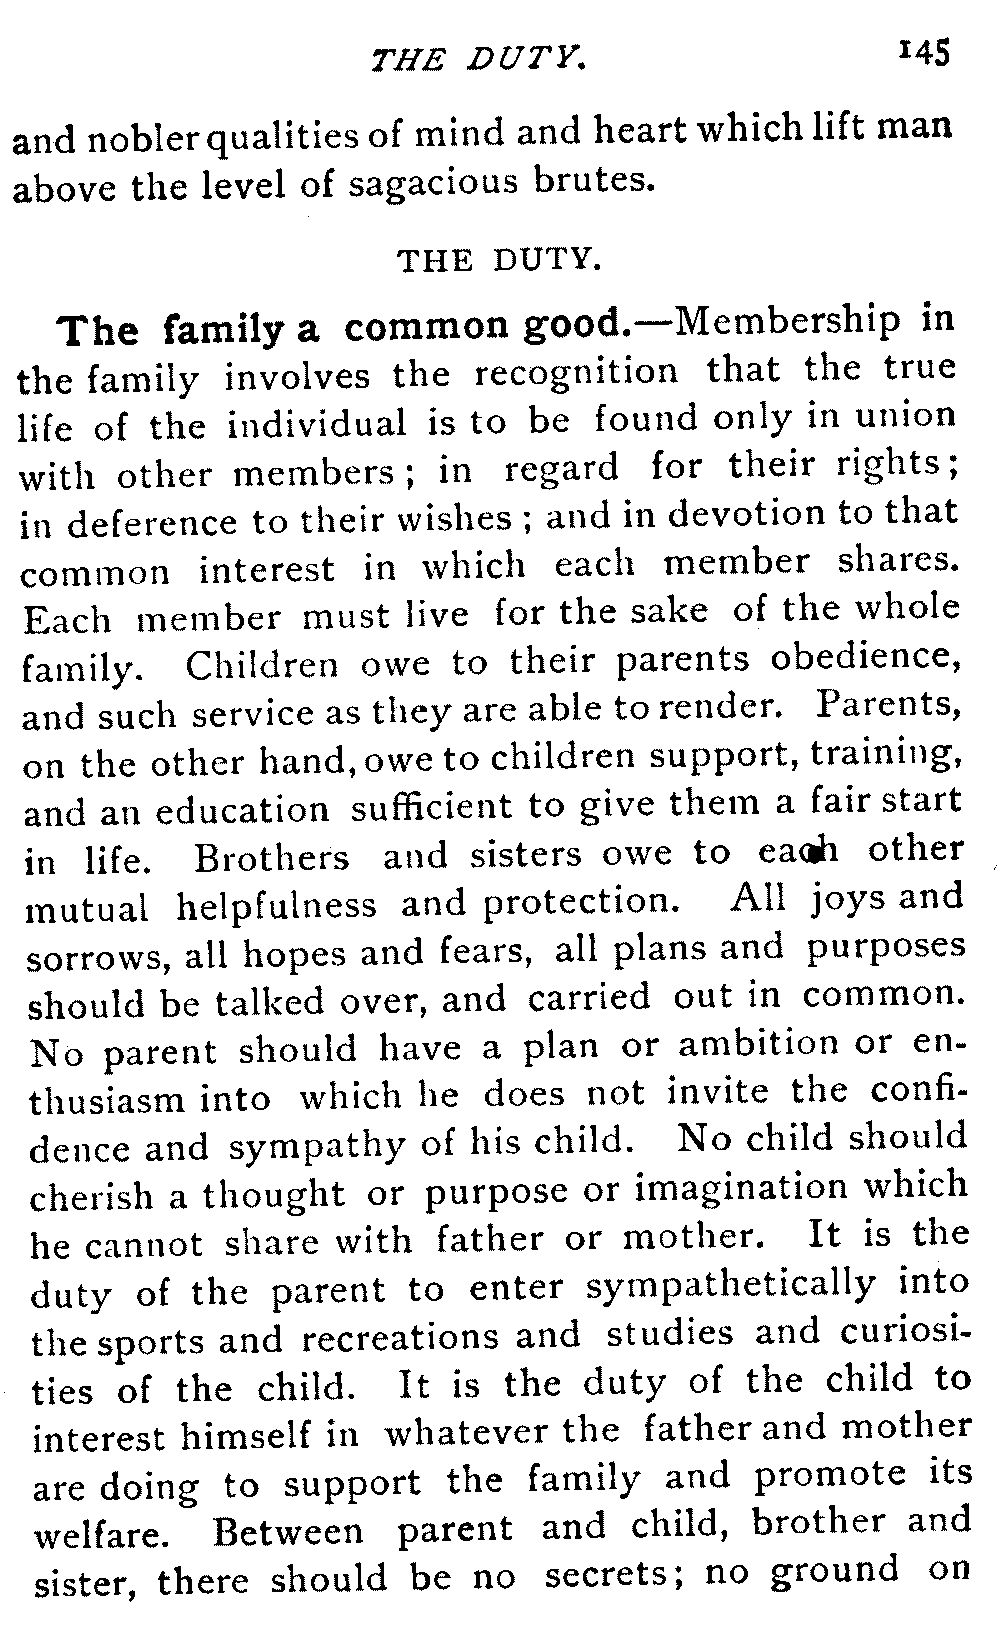 THE DUTY. 145
and nobler qualities of mind and heart which lift man
above the level of sagacious brutes.
THE DUTY.
The family a common good.—Membership in
the family involves the recognition that the true
life of the individual is to be found only in union
with other members; in regard for their rights;
in deference to their wishes; and in devotion to that
common interest in which each member shares.
Each member must live for the sake of the whole
family. Children owe to their parents obedience,
and such service as they are able to render. Parents,
on the other hand, owe to children support, training,
and an education sufficient to give them a fair start
in life. Brothers and sisters owe to each other
mutual helpfulness and protection. All joys and
sorrows, all hopes and fears, all plans and purposes
should be talked over, and carried out in common.
No parent should have a plan or ambition or en-
thusiasm into which he does not invite the confi-
dence and sympathy of his child. No child should
cherish a thought or purpose or imagination which
he cannot share with father or mother. It is the
duty of the parent to enter sympathetically into
the sports and recreations and studies and curiosi-
ties of the child. It is the duty of the child to
interest himself in whatever the father and mother
are doing to support the family and promote its
welfare. Between parent and child, brother and
sister, there should be no secrets; no ground on